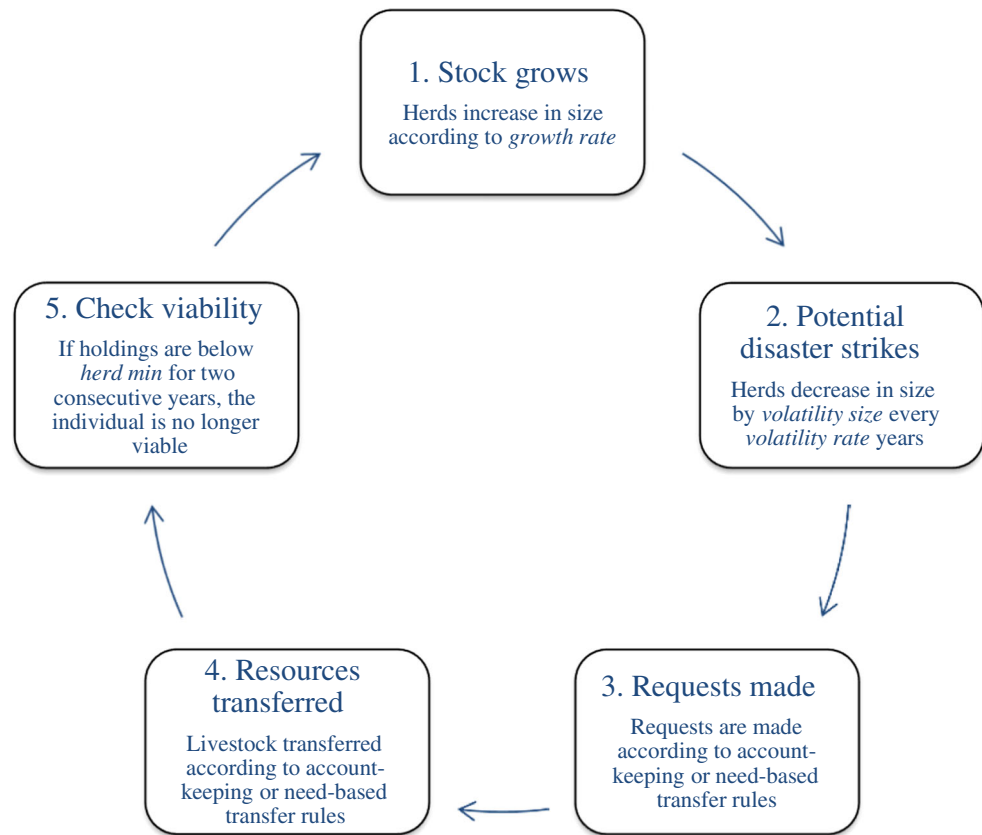 1. Stock grows
Herds increase in size
according to growth rate
2. Potential
disaster strikes
Herds decrease in size
by volatility size every
volatility rate years
3. Requests made
Requests are made
according to account-
keeping or need-based
transfer rules
4. Resources
transferred
Livestock transferred
according to account-
keeping or need-based
transfer rules
5. Check viability
If holdings are below
herd min for two
consecutive years, the
individual is no longer
viable